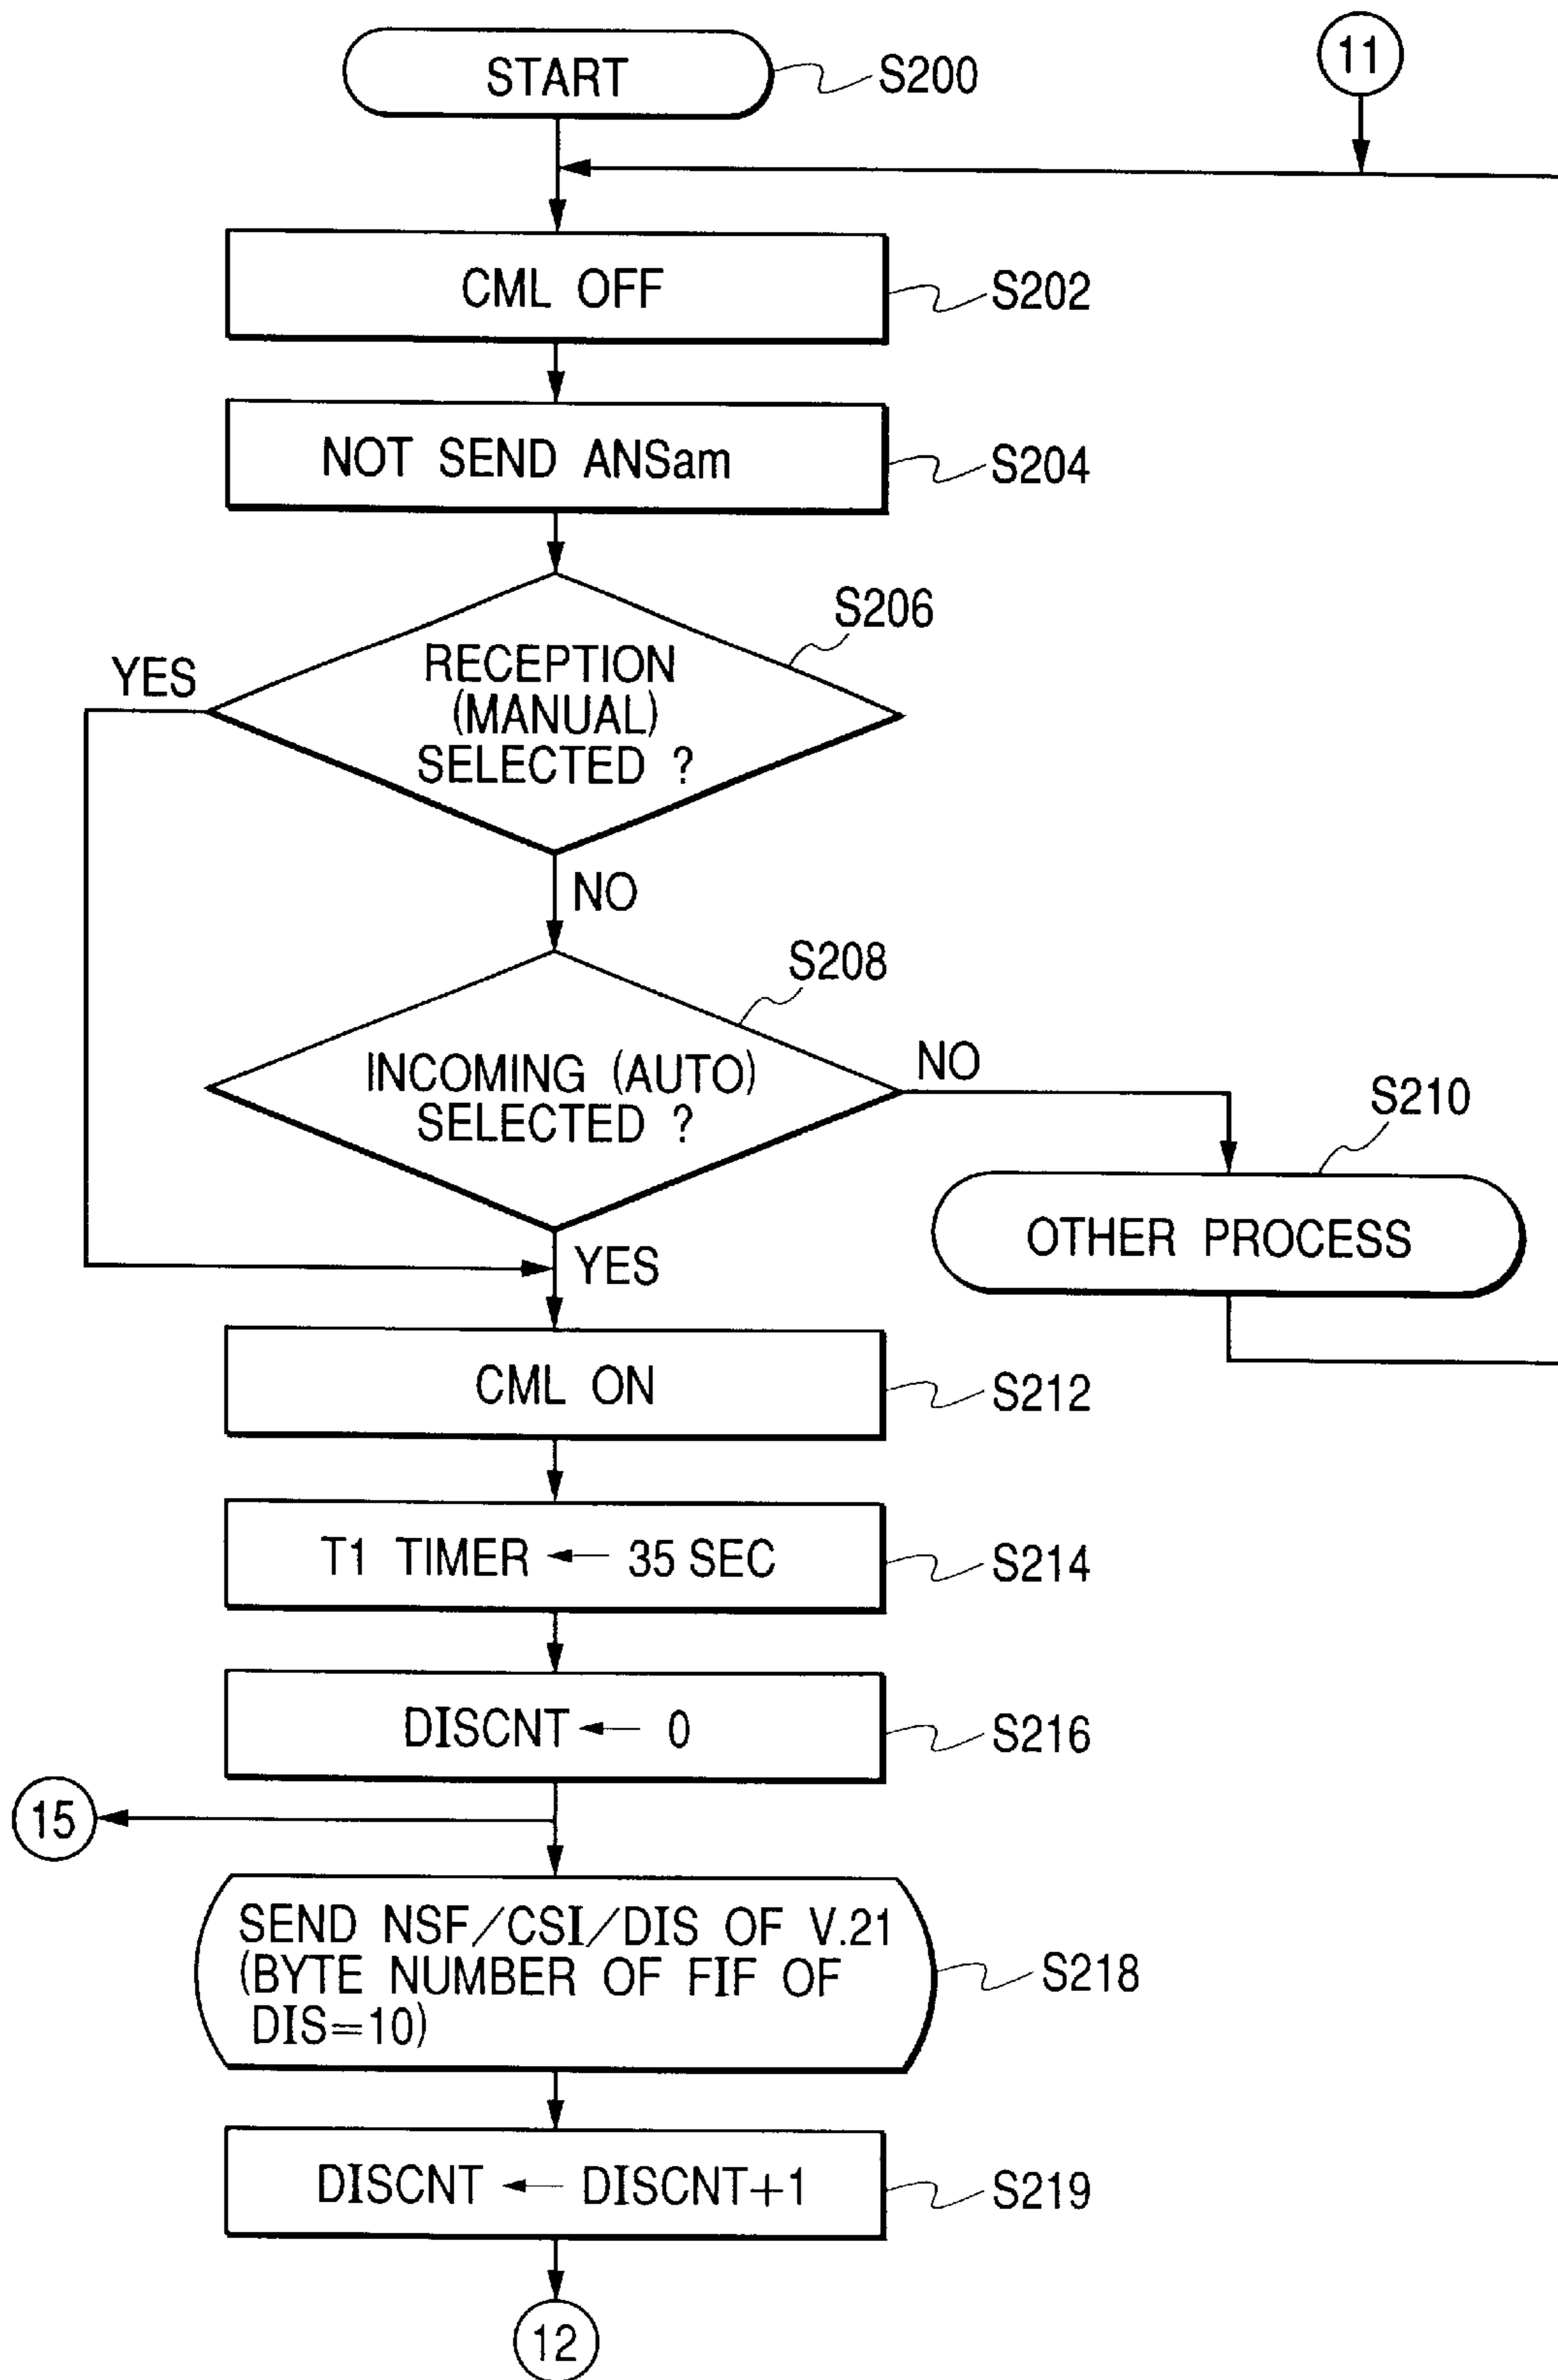 START
S200
11
CML OFF
S202
NOT SEND ANSam
S204
S206
YES
RECEPTION
(MANUAL)
SELECTED ?
NO
S208
INCOMING (AUTO)
SELECTED ?
NO
S210
OTHER PROCESS
YES
CML ON
S212
T1 TIMER ← 35 SEC
S214
DISCNT ← 0
S216
15
SEND NSF/CSI/DIS OF V.21
(BYTE NUMBER OF FIF OF
DIS=10)
S218
DISCNT ← DISCNT+1
S219
12